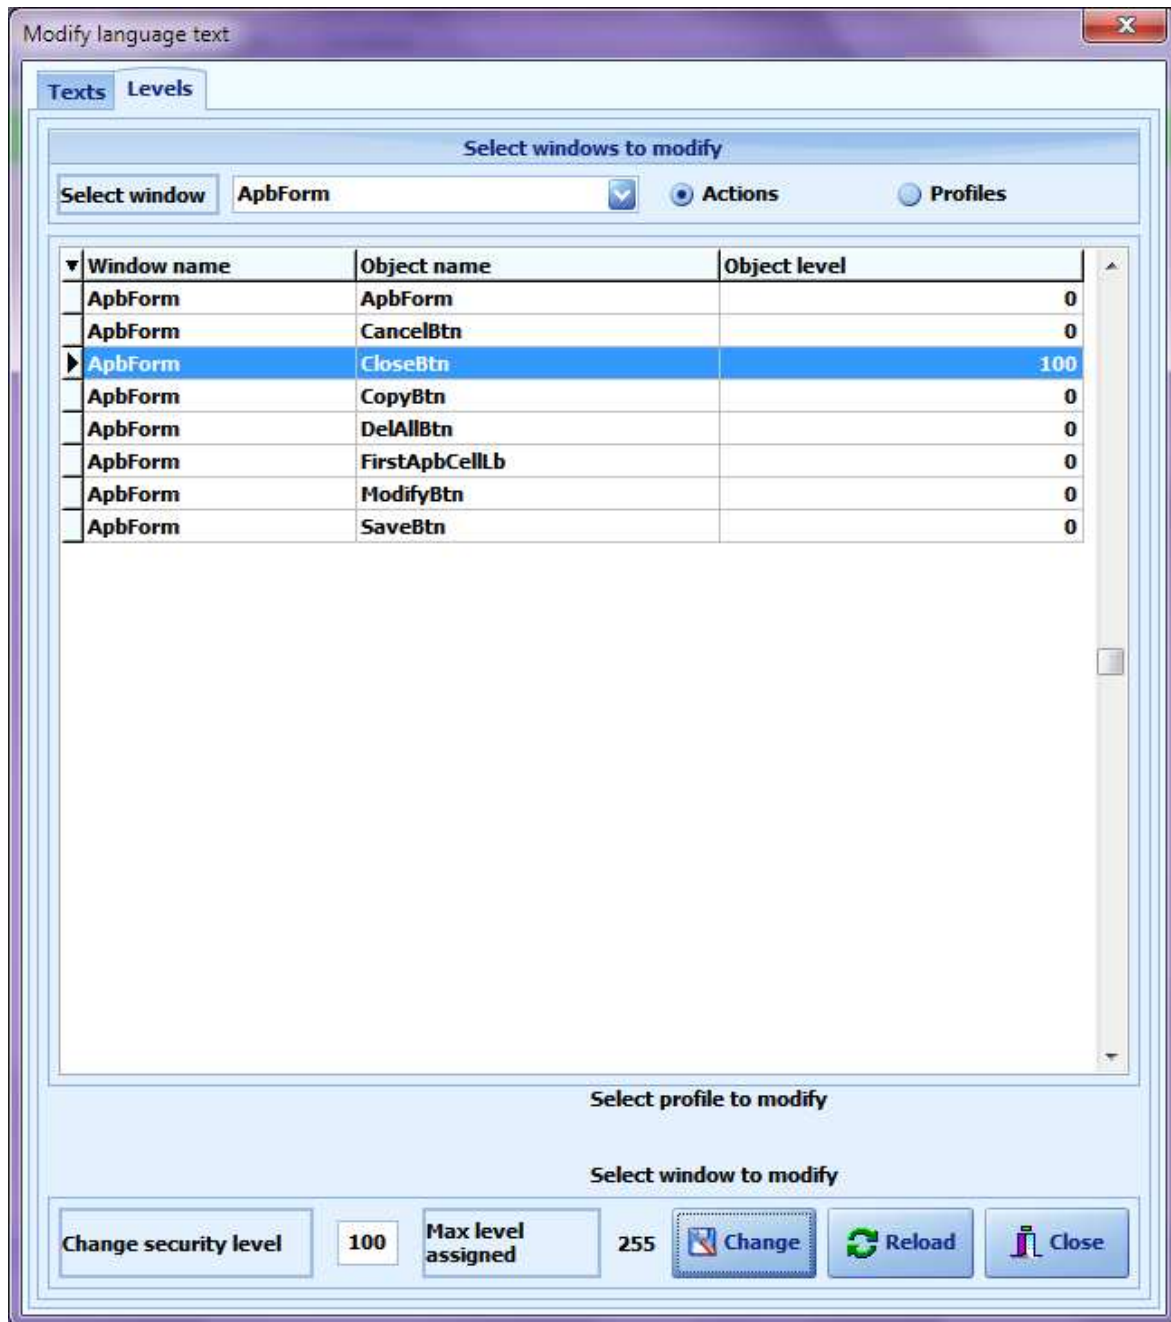 Modify language text
Texts Levels
Select windows to modify
Select window ApbForm Actions Profiles
Window name Object name Object level
ApbForm ApbForm 0
ApbForm CancelBtn 0
ApbForm CloseBtn 100
ApbForm CopyBtn 0
ApbForm DelAllBtn 0
ApbForm FirstApbCellLb 0
ApbForm ModifyBtn 0
ApbForm SaveBtn 0
Select profile to modify
Select window to modify
Change security level 100 Max level
assigned 255 Change Reload Close